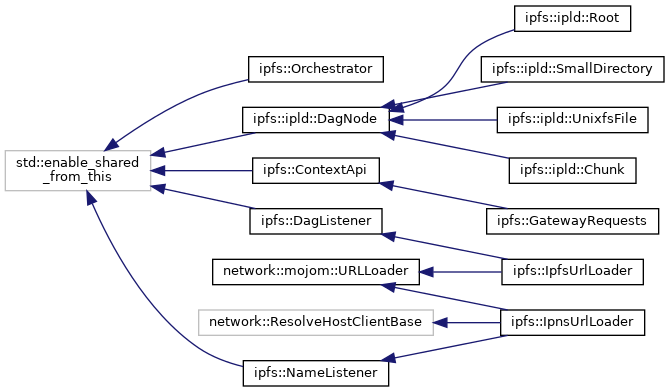 ipfs::ipld::Root
ipfs::Orchestrator
ipfs::ipld::SmallDirectory
ipfs::ipld::DagNode
ipfs::ipld::UnixfsFile
std::enable_shared
_from_this
ipfs::ContextApi
ipfs::ipld::Chunk
ipfs::DagListener
ipfs::GatewayRequests
network::mojom::URLLoader
ipfs::IpfsUrlLoader
network::ResolveHostClientBase
ipfs::IpnsUrlLoader
ipfs::NameListener